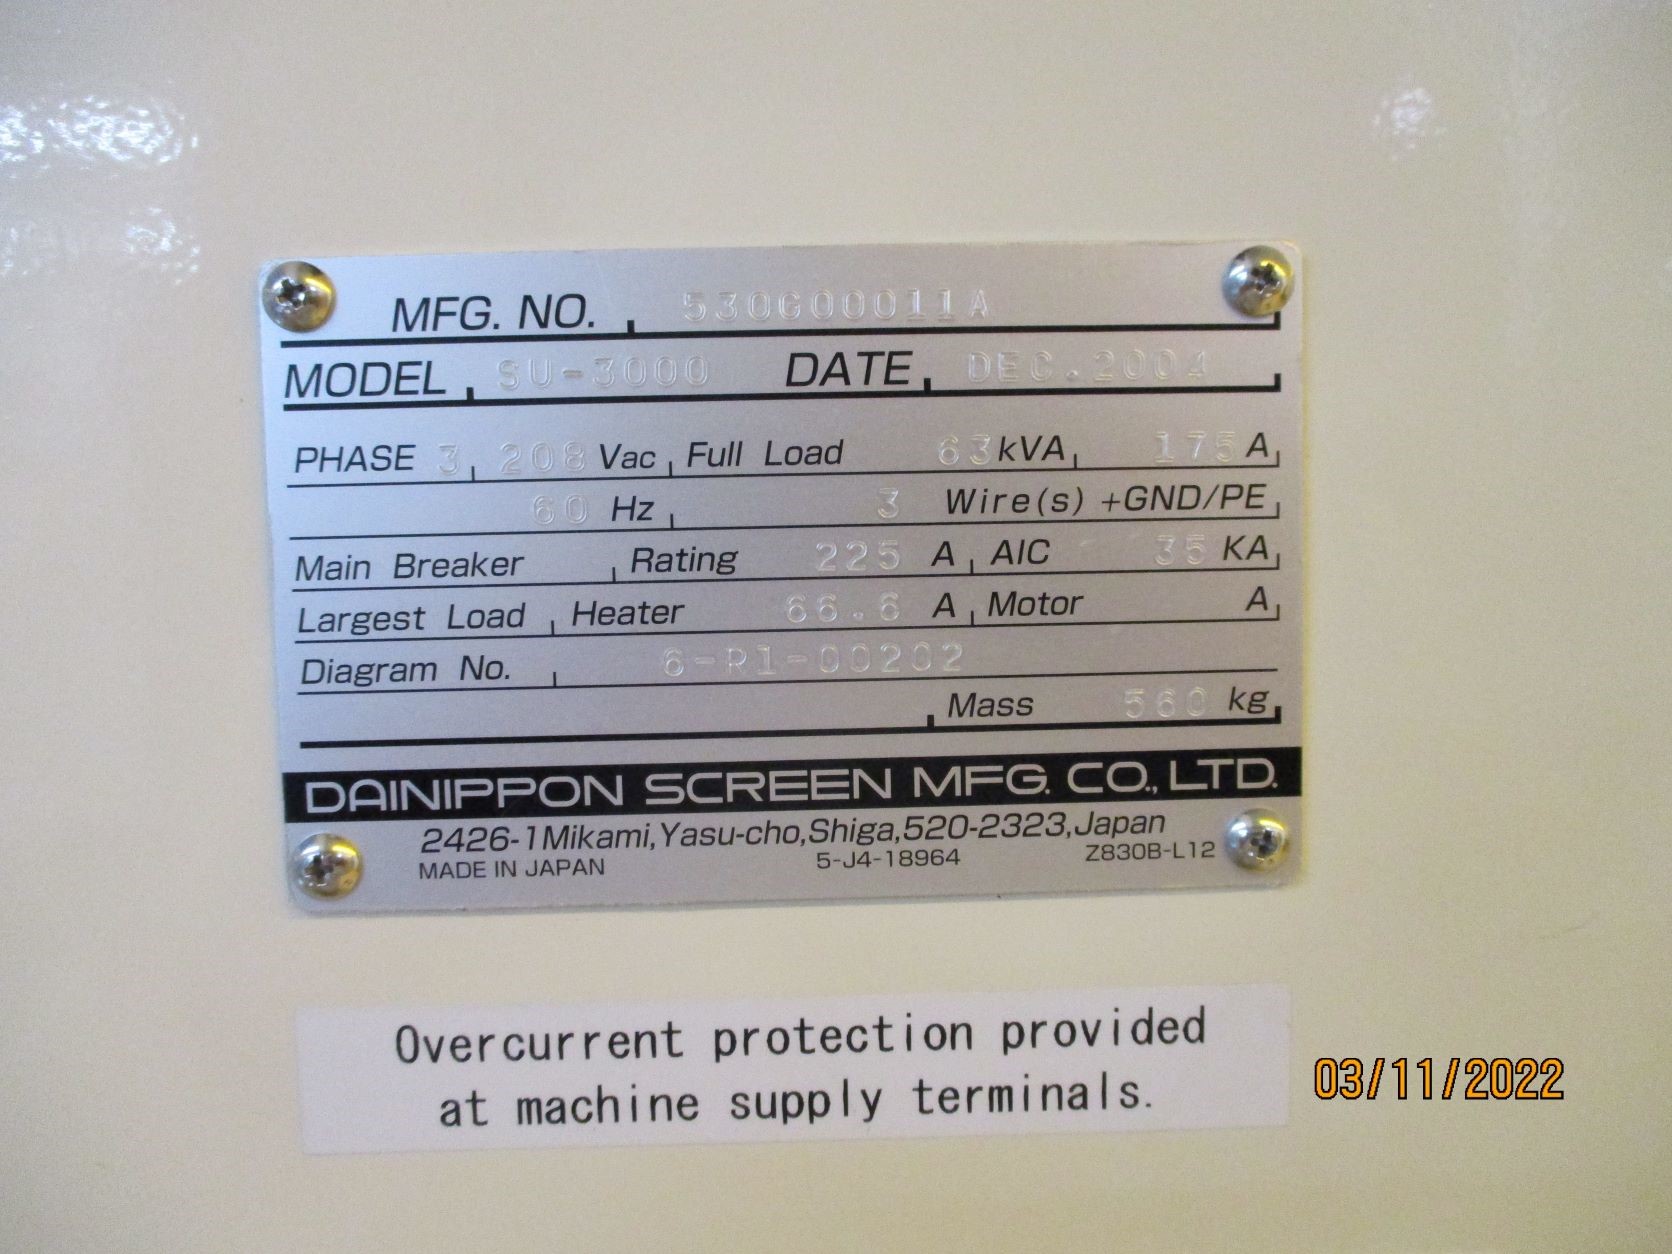 MFG. NO. 530G00011A
MODEL SU-3000 DATE DEC.2004
PHASE 3 208 Vac Full Load 63 kVA 175 A
60 Hz 3 Wire(s) +GND/PE
Main Breaker Rating 225 A AIC 35 KA
Largest Load Heater 66.6 A Motor A
Diagram No. 6-R1-00202
Mass 560 kg
DAINIPPON SCREEN MFG. CO., LTD.
2426-1 Mikami, Yasu-cho, Shiga, 520-2323, Japan
MADE IN JAPAN 5-J4-18964 Z830B-L12
Overcurrent protection provided
at machine supply terminals.
03/11/2022